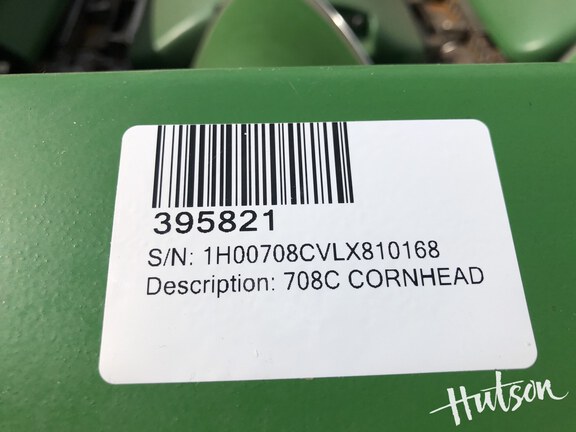 395821
S/N: 1H00708CVLX810168
Description: 708C CORNHEAD
Hutson